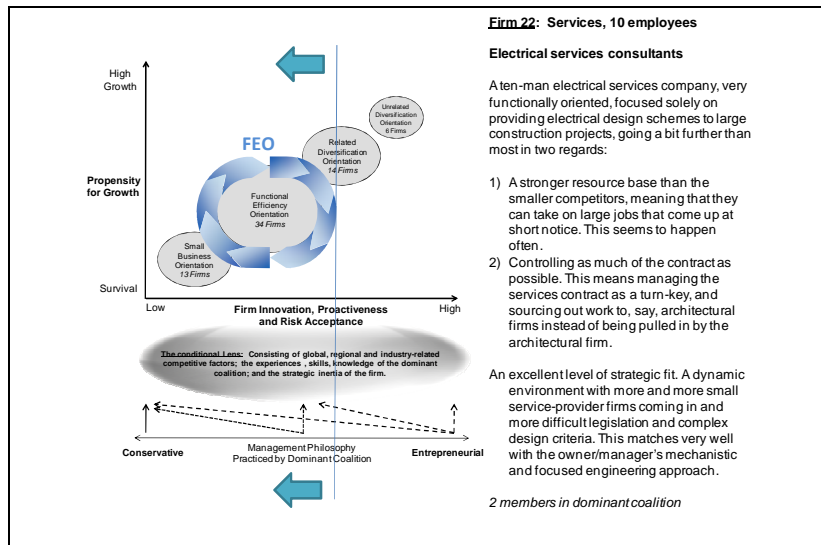 High
Growth
Propensity
for Growth
Survival
FEO
Unrelated
Diversification
Orientation
6 Firms
Related
Diversification
Orientation
14 Firms
Functional
Efficiency
Orientation
34 Firms
Small
Business
Orientation
13 Firms
Low
Firm Innovation, Proactiveness
and Risk Acceptance
High
The conditional Lens: Consisting of global, regional and industry-related
competitive factors; the experiences , skills, knowledge of the dominant
coalition; and the strategic inertia of the firm.
Conservative
Management Philosophy
Practiced by Dominant Coalition
Entrepreneurial
Firm 22: Services, 10 employees
Electrical services consultants
A ten-man electrical services company, very
functionally oriented, focused solely on
providing electrical design schemes to large
construction projects, going a bit further than
most in two regards:
1) A stronger resource base than the
smaller competitors, meaning that they
can take on large jobs that come up at
short notice. This seems to happen
often.
2) Controlling as much of the contract as
possible. This means managing the
services contract as a turn-key, and
sourcing out work to, say, architectural
firms instead of being pulled in by the
architectural firm.
An excellent level of strategic fit. A dynamic
environment with more and more small
service-provider firms coming in and
more difficult legislation and complex
design criteria. This matches very well
with the owner/manager's mechanistic
and focused engineering approach.
2 members in dominant coalition